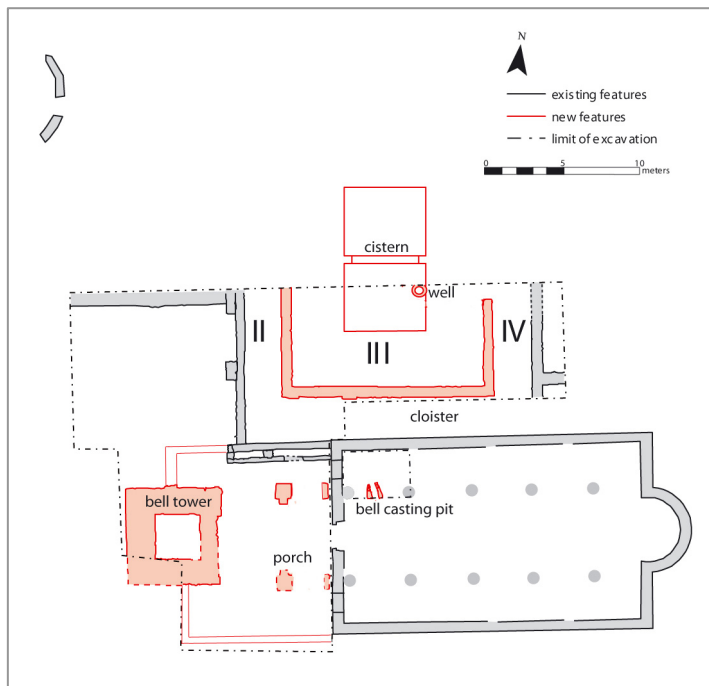 N
existing features
new features
limit of excavation
0 5 10
meters
cistern
well
II
III
IV
cloister
bell tower
bell casting pit
porch